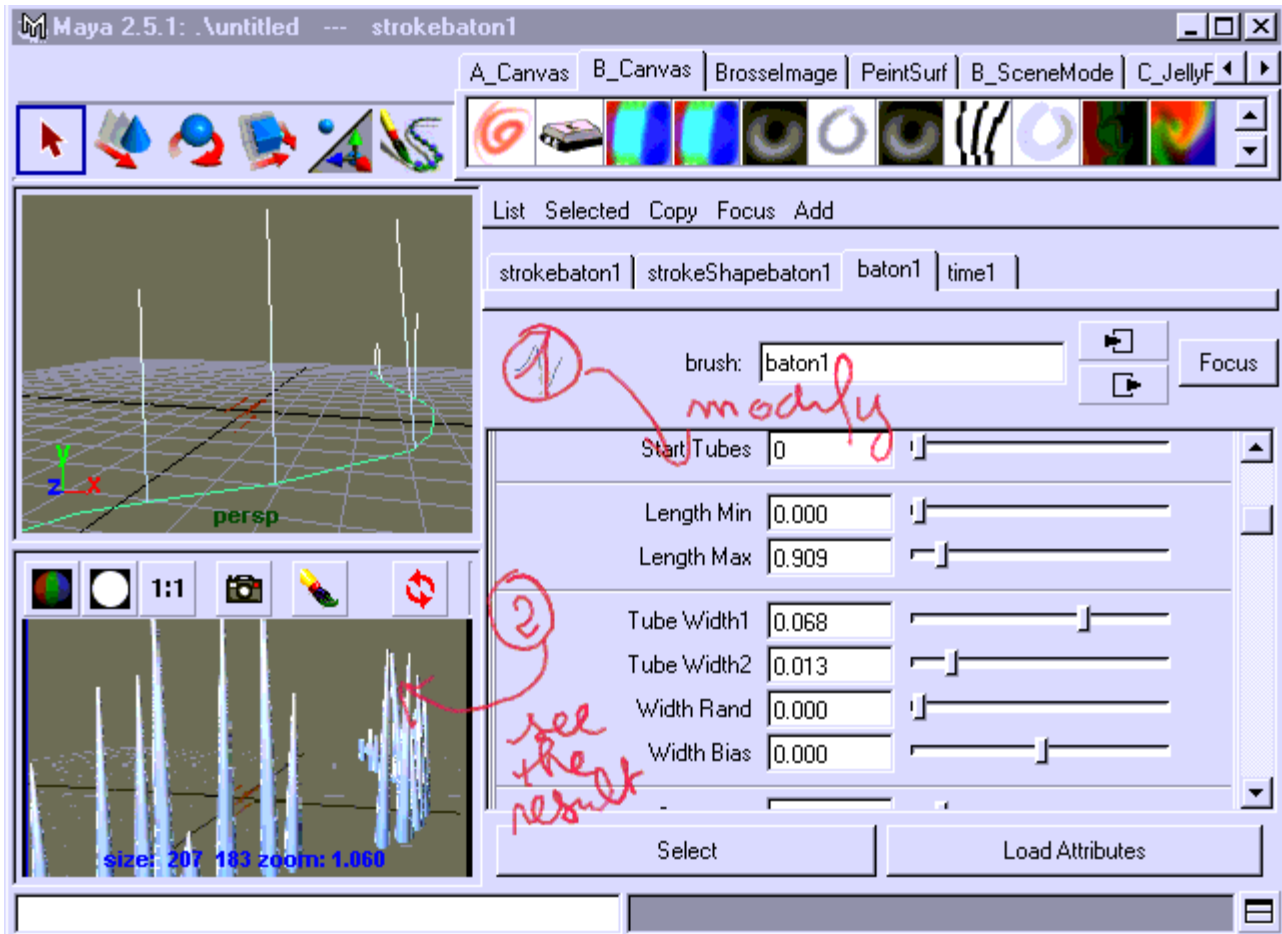 Maya 2.5.1: .\untitled --- strokebaton1
A_Canvas B_Canvas BrosseImage PeintSurf B_SceneMode C_JellyF
List Selected Copy Focus Add
strokebaton1 strokeShapebaton1 baton1 time1
1
brush: baton1
Focus
modify
Start Tubes 0
Length Min 0.000
Length Max 0.909
Tube Width1 0.068
Tube Width2 0.013
Width Rand 0.000
Width Bias 0.000
Select Load Attributes
y
z x
persp
1:1
2
see
the
result
size: 207 183 zoom: 1.060